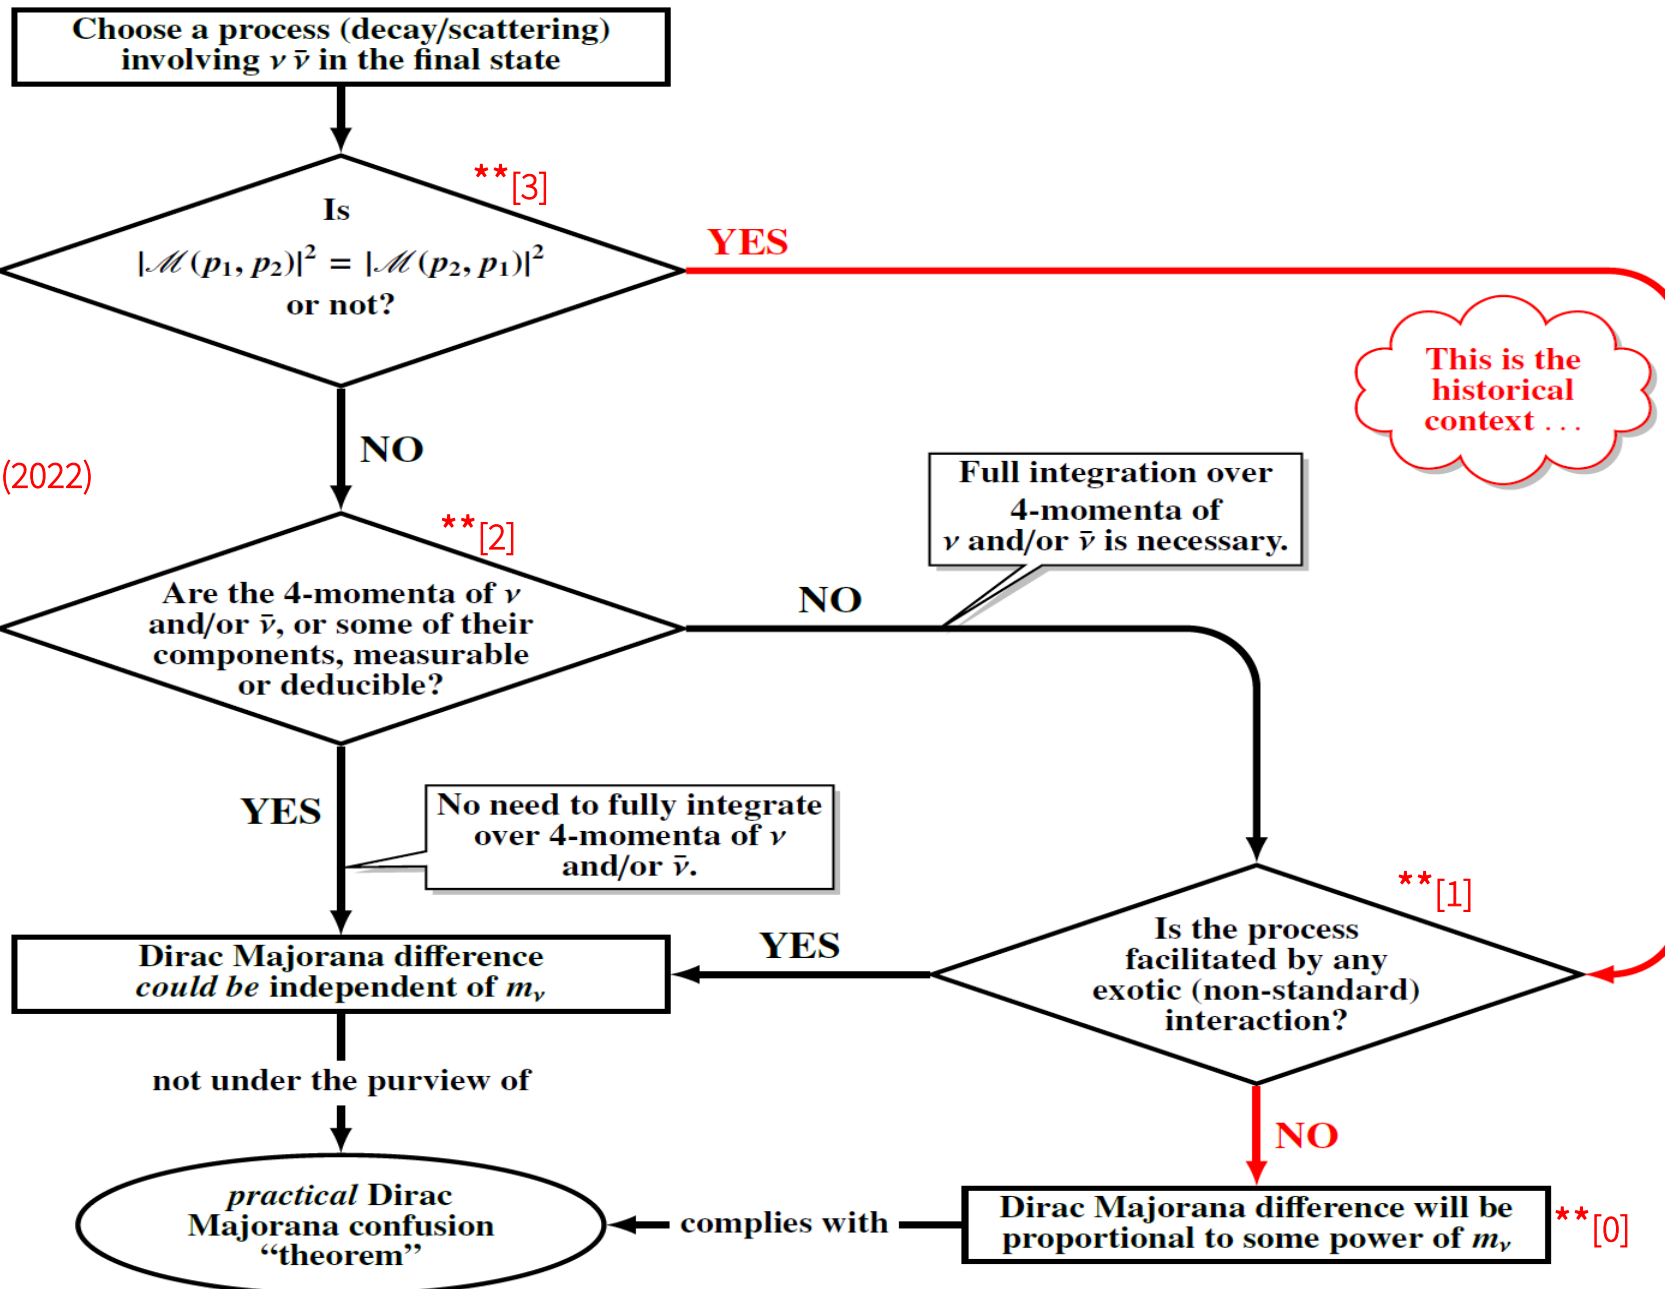 Choose a process (decay/scattering)
involving ν ν̄ in the final state
**[3]
Is
|ℳ(p₁, p₂)|² = |ℳ(p₂, p₁)|²
or not?
YES
This is the
historical
context ...
NO
(2022)
**[2]
Are the 4-momenta of ν
and/or ν̄, or some of their
components, measurable
or deducible?
NO
Full integration over
4-momenta of
ν and/or ν̄ is necessary.
YES
No need to fully integrate
over 4-momenta of ν
and/or ν̄.
**[1]
Is the process
facilitated by any
exotic (non-standard)
interaction?
YES
Dirac Majorana difference
could be independent of mᵥ
not under the purview of
NO
practical Dirac
Majorana confusion
“theorem”
complies with
Dirac Majorana difference will be
proportional to some power of mᵥ
**[0]